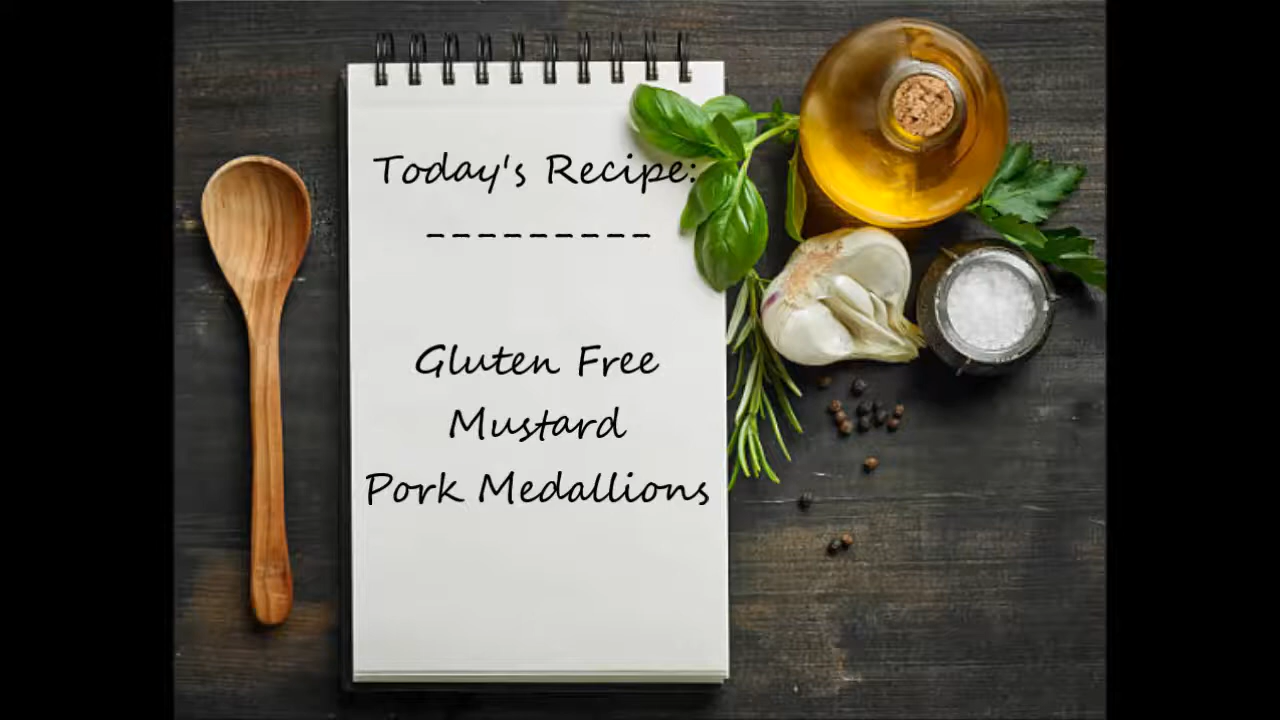 Today's Recipe:
---------
Gluten Free
Mustard
Pork Medallions